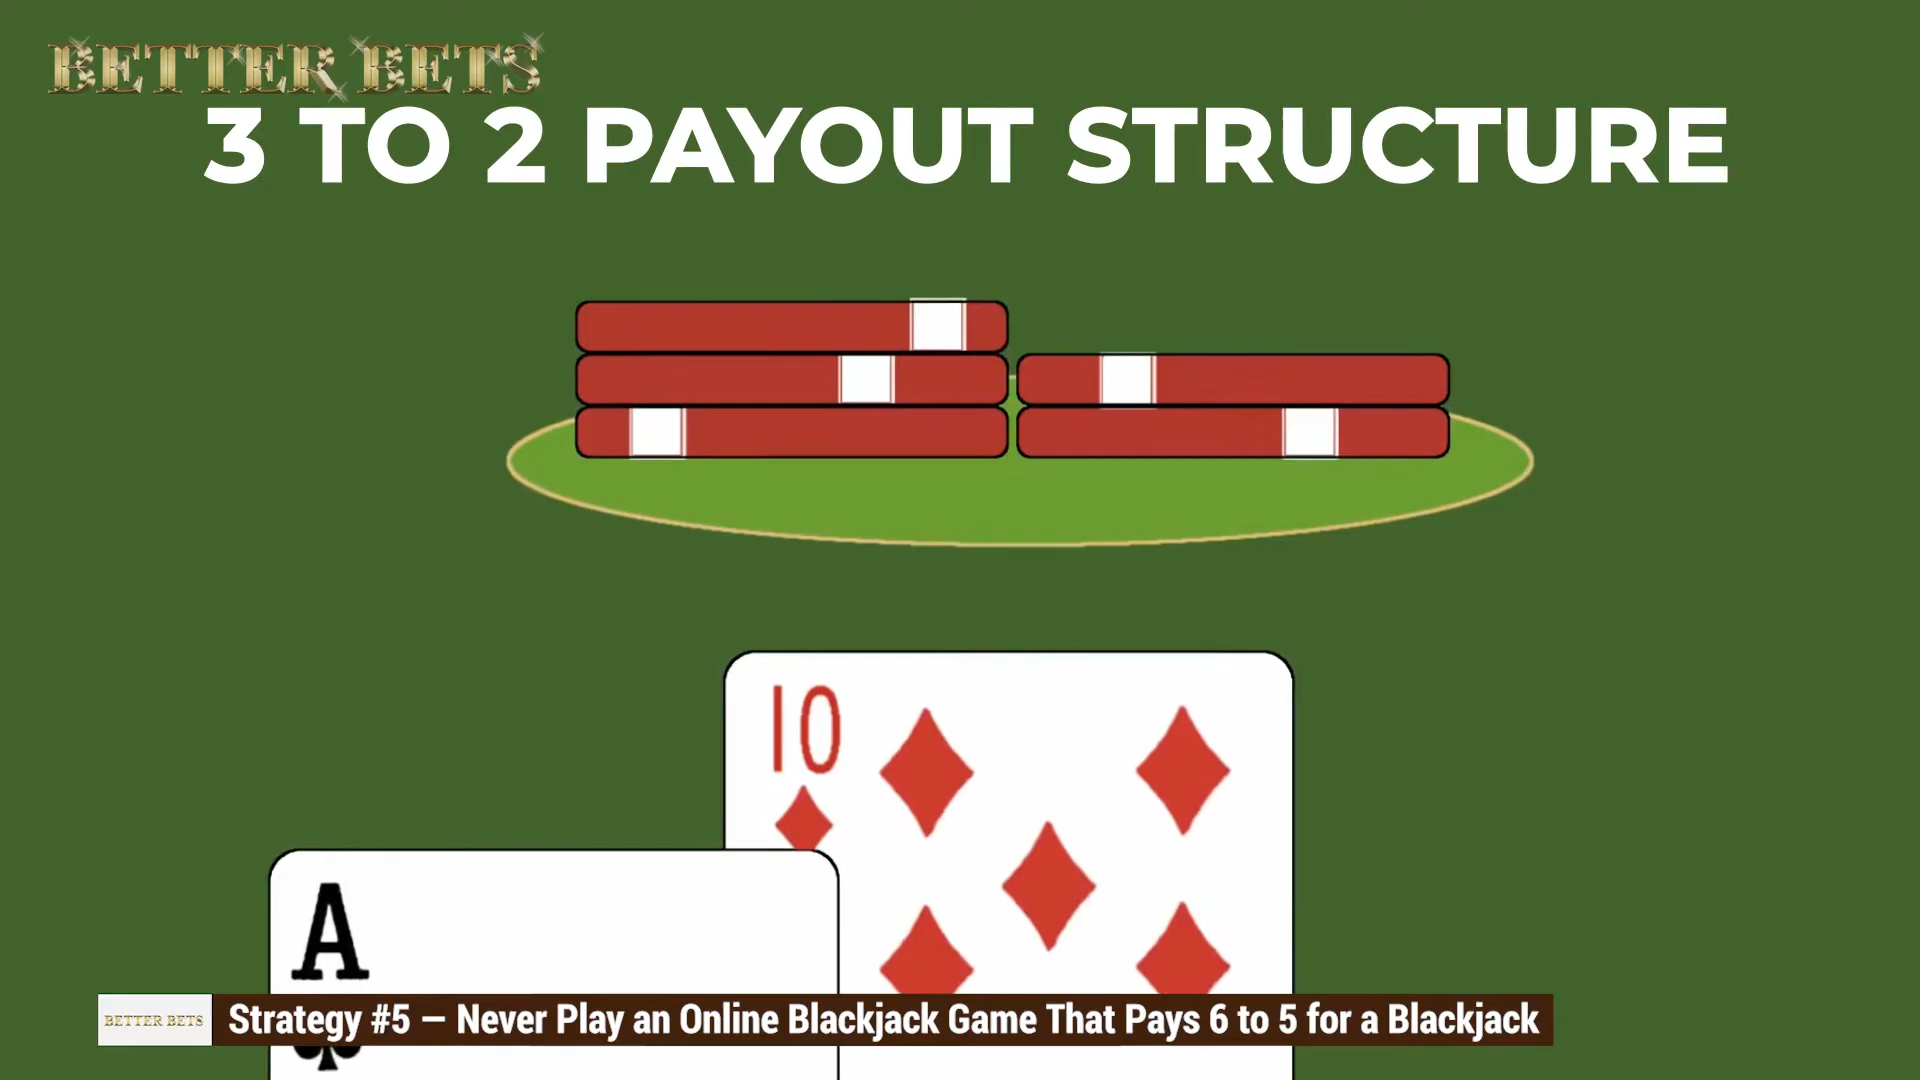 BETTER BETS
3 TO 2 PAYOUT STRUCTURE
10
A
BETTER BETS
Strategy #5 — Never Play an Online Blackjack Game That Pays 6 to 5 for a Blackjack